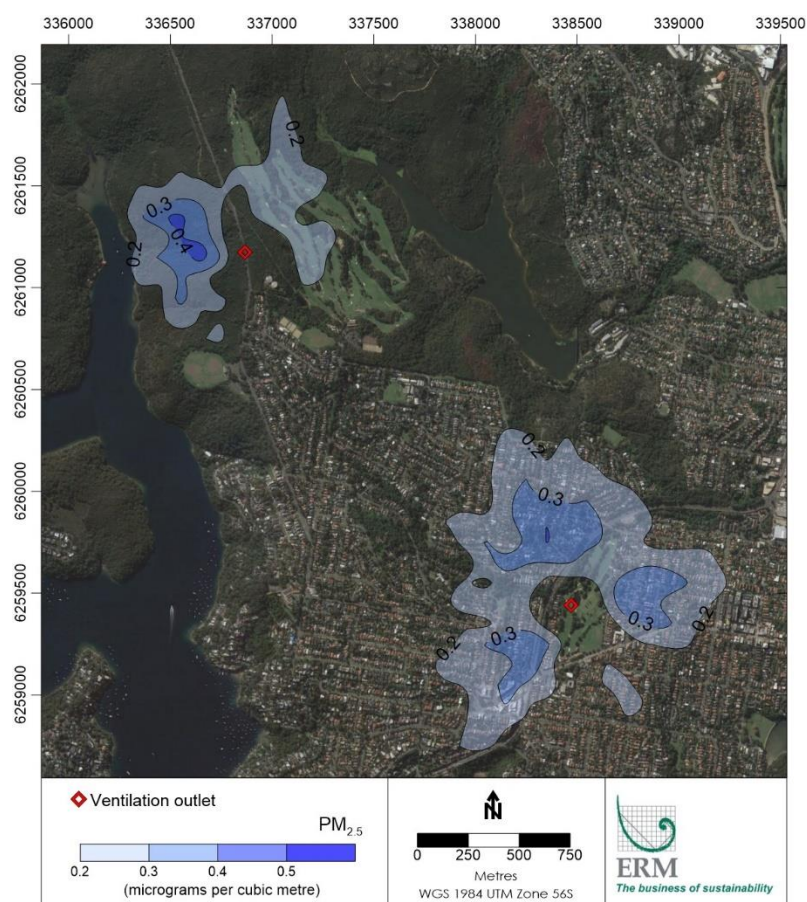 336000 336500 337000 337500 338000 338500 339000 339500
6262000
6261500
6261000
6260500
6260000
6259500
6259000
0.2
0.3
0.2
0.4
0.2
0.3
0.2
0.3
0.3
0.2
Ventilation outlet
PM2.5
0.2 0.3 0.4 0.5
(micrograms per cubic metre)
N
0 250 500 750
Metres
WGS 1984 UTM Zone 56S
ERM
The business of sustainability